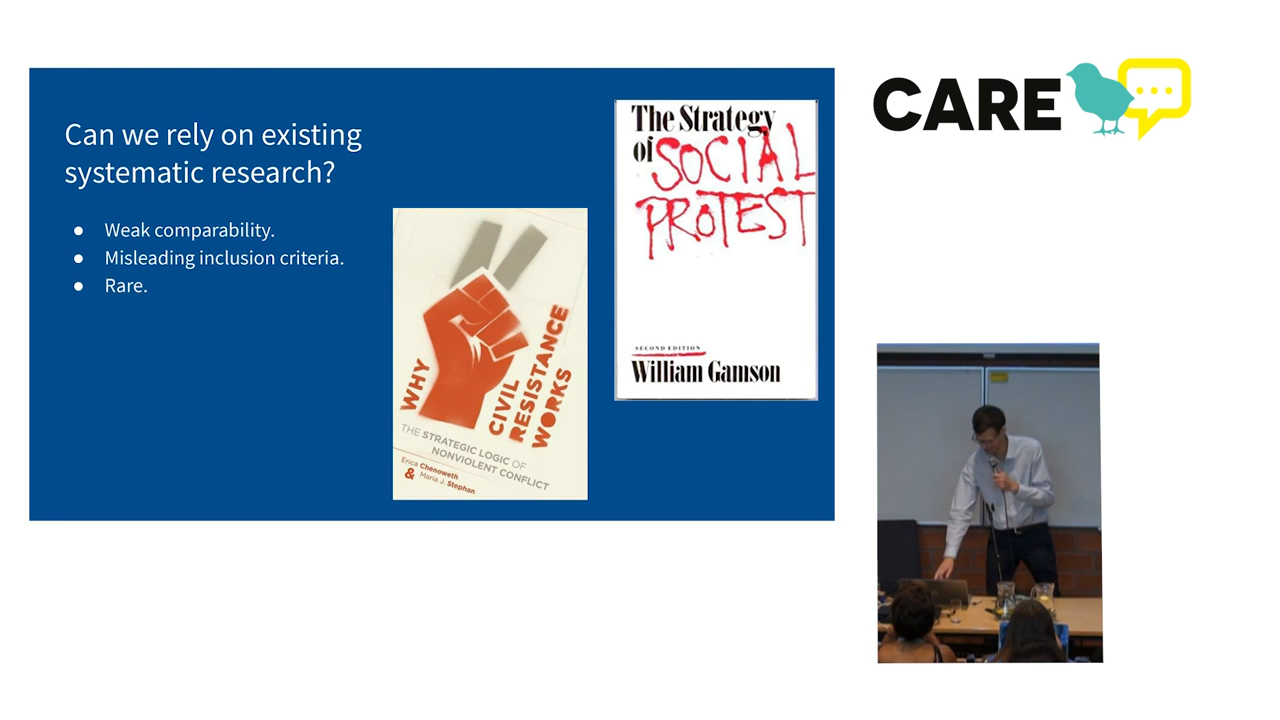 Can we rely on existing
systematic research?
● Weak comparability.
● Misleading inclusion criteria.
● Rare.
WHY
CIVIL
RESISTANCE
WORKS
THE STRATEGIC LOGIC OF
NONVIOLENT CONFLICT
Erica Chenoweth
& Maria J. Stephan
The Strategy
of SOCIAL
PROTEST
SECOND EDITION
William Gamson
CARE